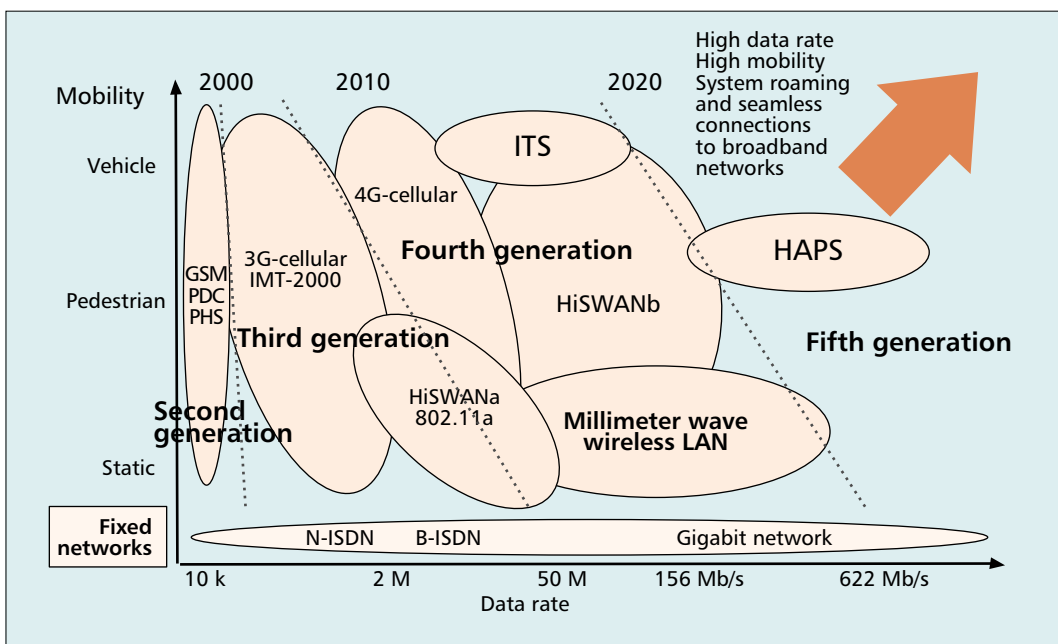 High data rate
High mobility
System roaming
and seamless
connections
to broadband
networks
2000
2010
2020
Mobility
Vehicle
ITS
4G-cellular
Fourth generation
HAPS
3G-cellular
IMT-2000
GSM
PDC
PHS
Pedestrian
HiSWANb
Third generation
Fifth generation
HiSWANa
802.11a
Second
generation
Millimeter wave
wireless LAN
Static
Fixed
networks
N-ISDN
B-ISDN
Gigabit network
10 k
2 M
50 M
156 Mb/s
622 Mb/s
Data rate